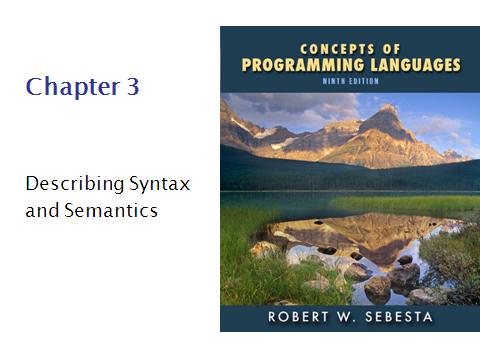 Chapter 3
Describing Syntax
and Semantics
CONCEPTS OF
PROGRAMMING LANGUAGES
NINTH EDITION
ROBERT W. SEBESTA